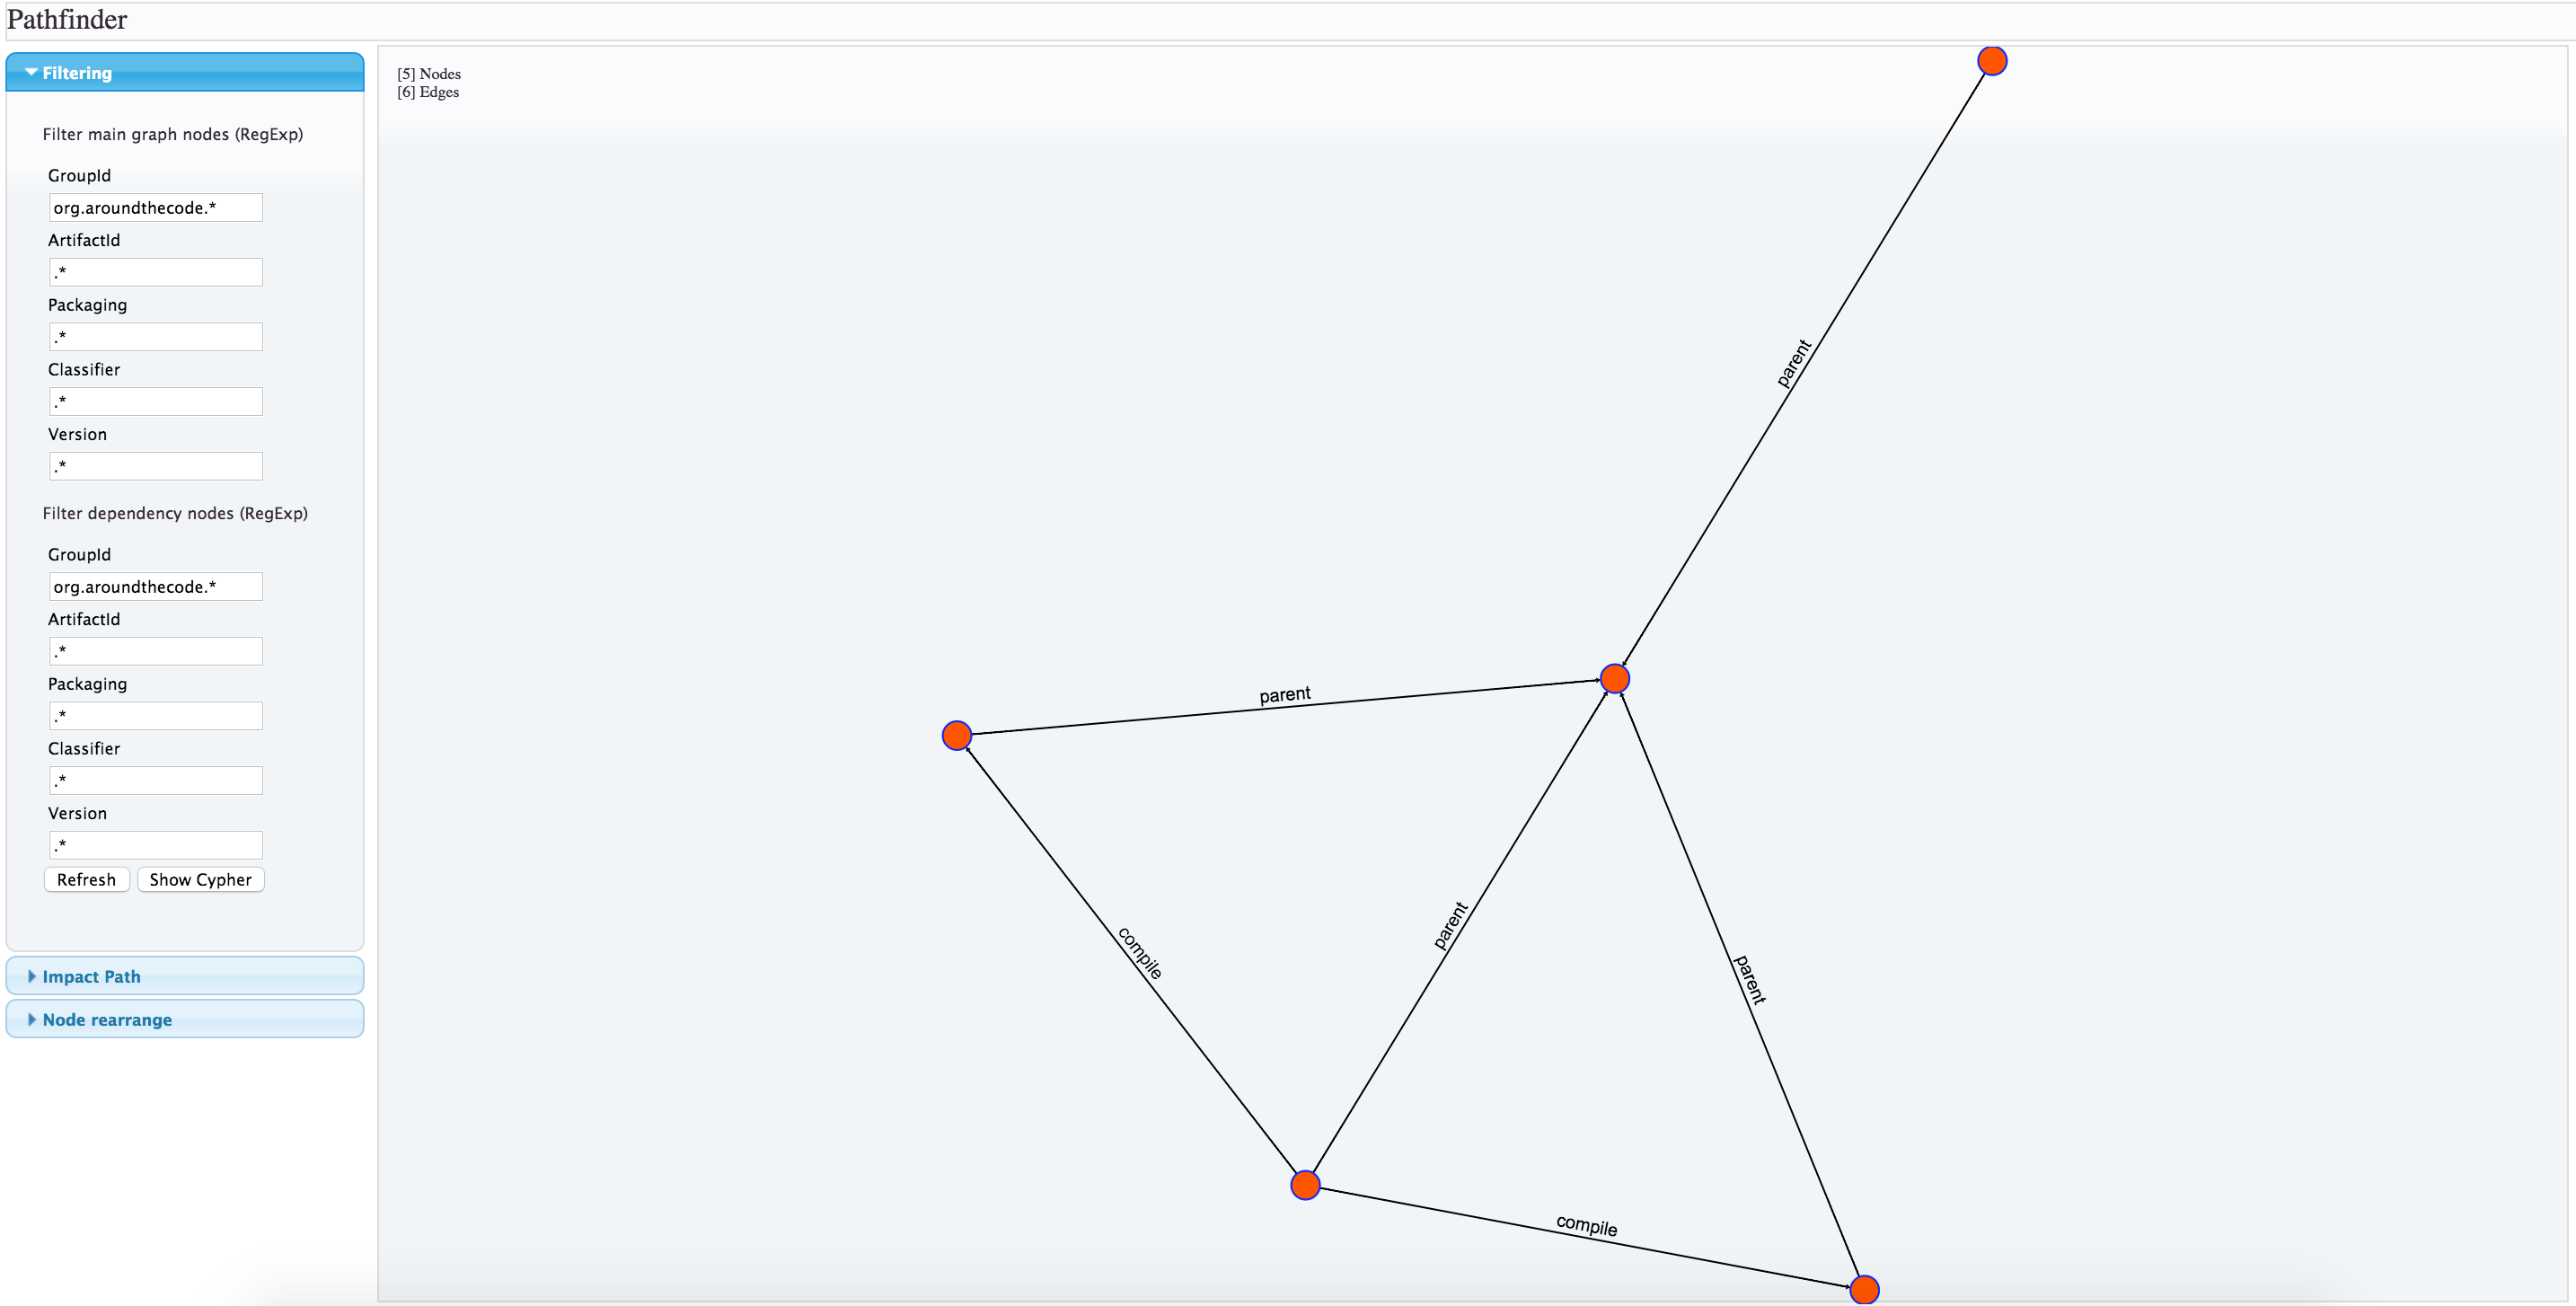 Pathfinder
Filtering
Filter main graph nodes (RegExp)
GroupId
org.aroundthecode.*
ArtifactId
.*
Packaging
.*
Classifier
.*
Version
.*
Filter dependency nodes (RegExp)
GroupId
org.aroundthecode.*
ArtifactId
.*
Packaging
.*
Classifier
.*
Version
.*
Refresh Show Cypher
Impact Path
Node rearrange
[5] Nodes
[6] Edges
parent
parent
parent
compile
parent
compile